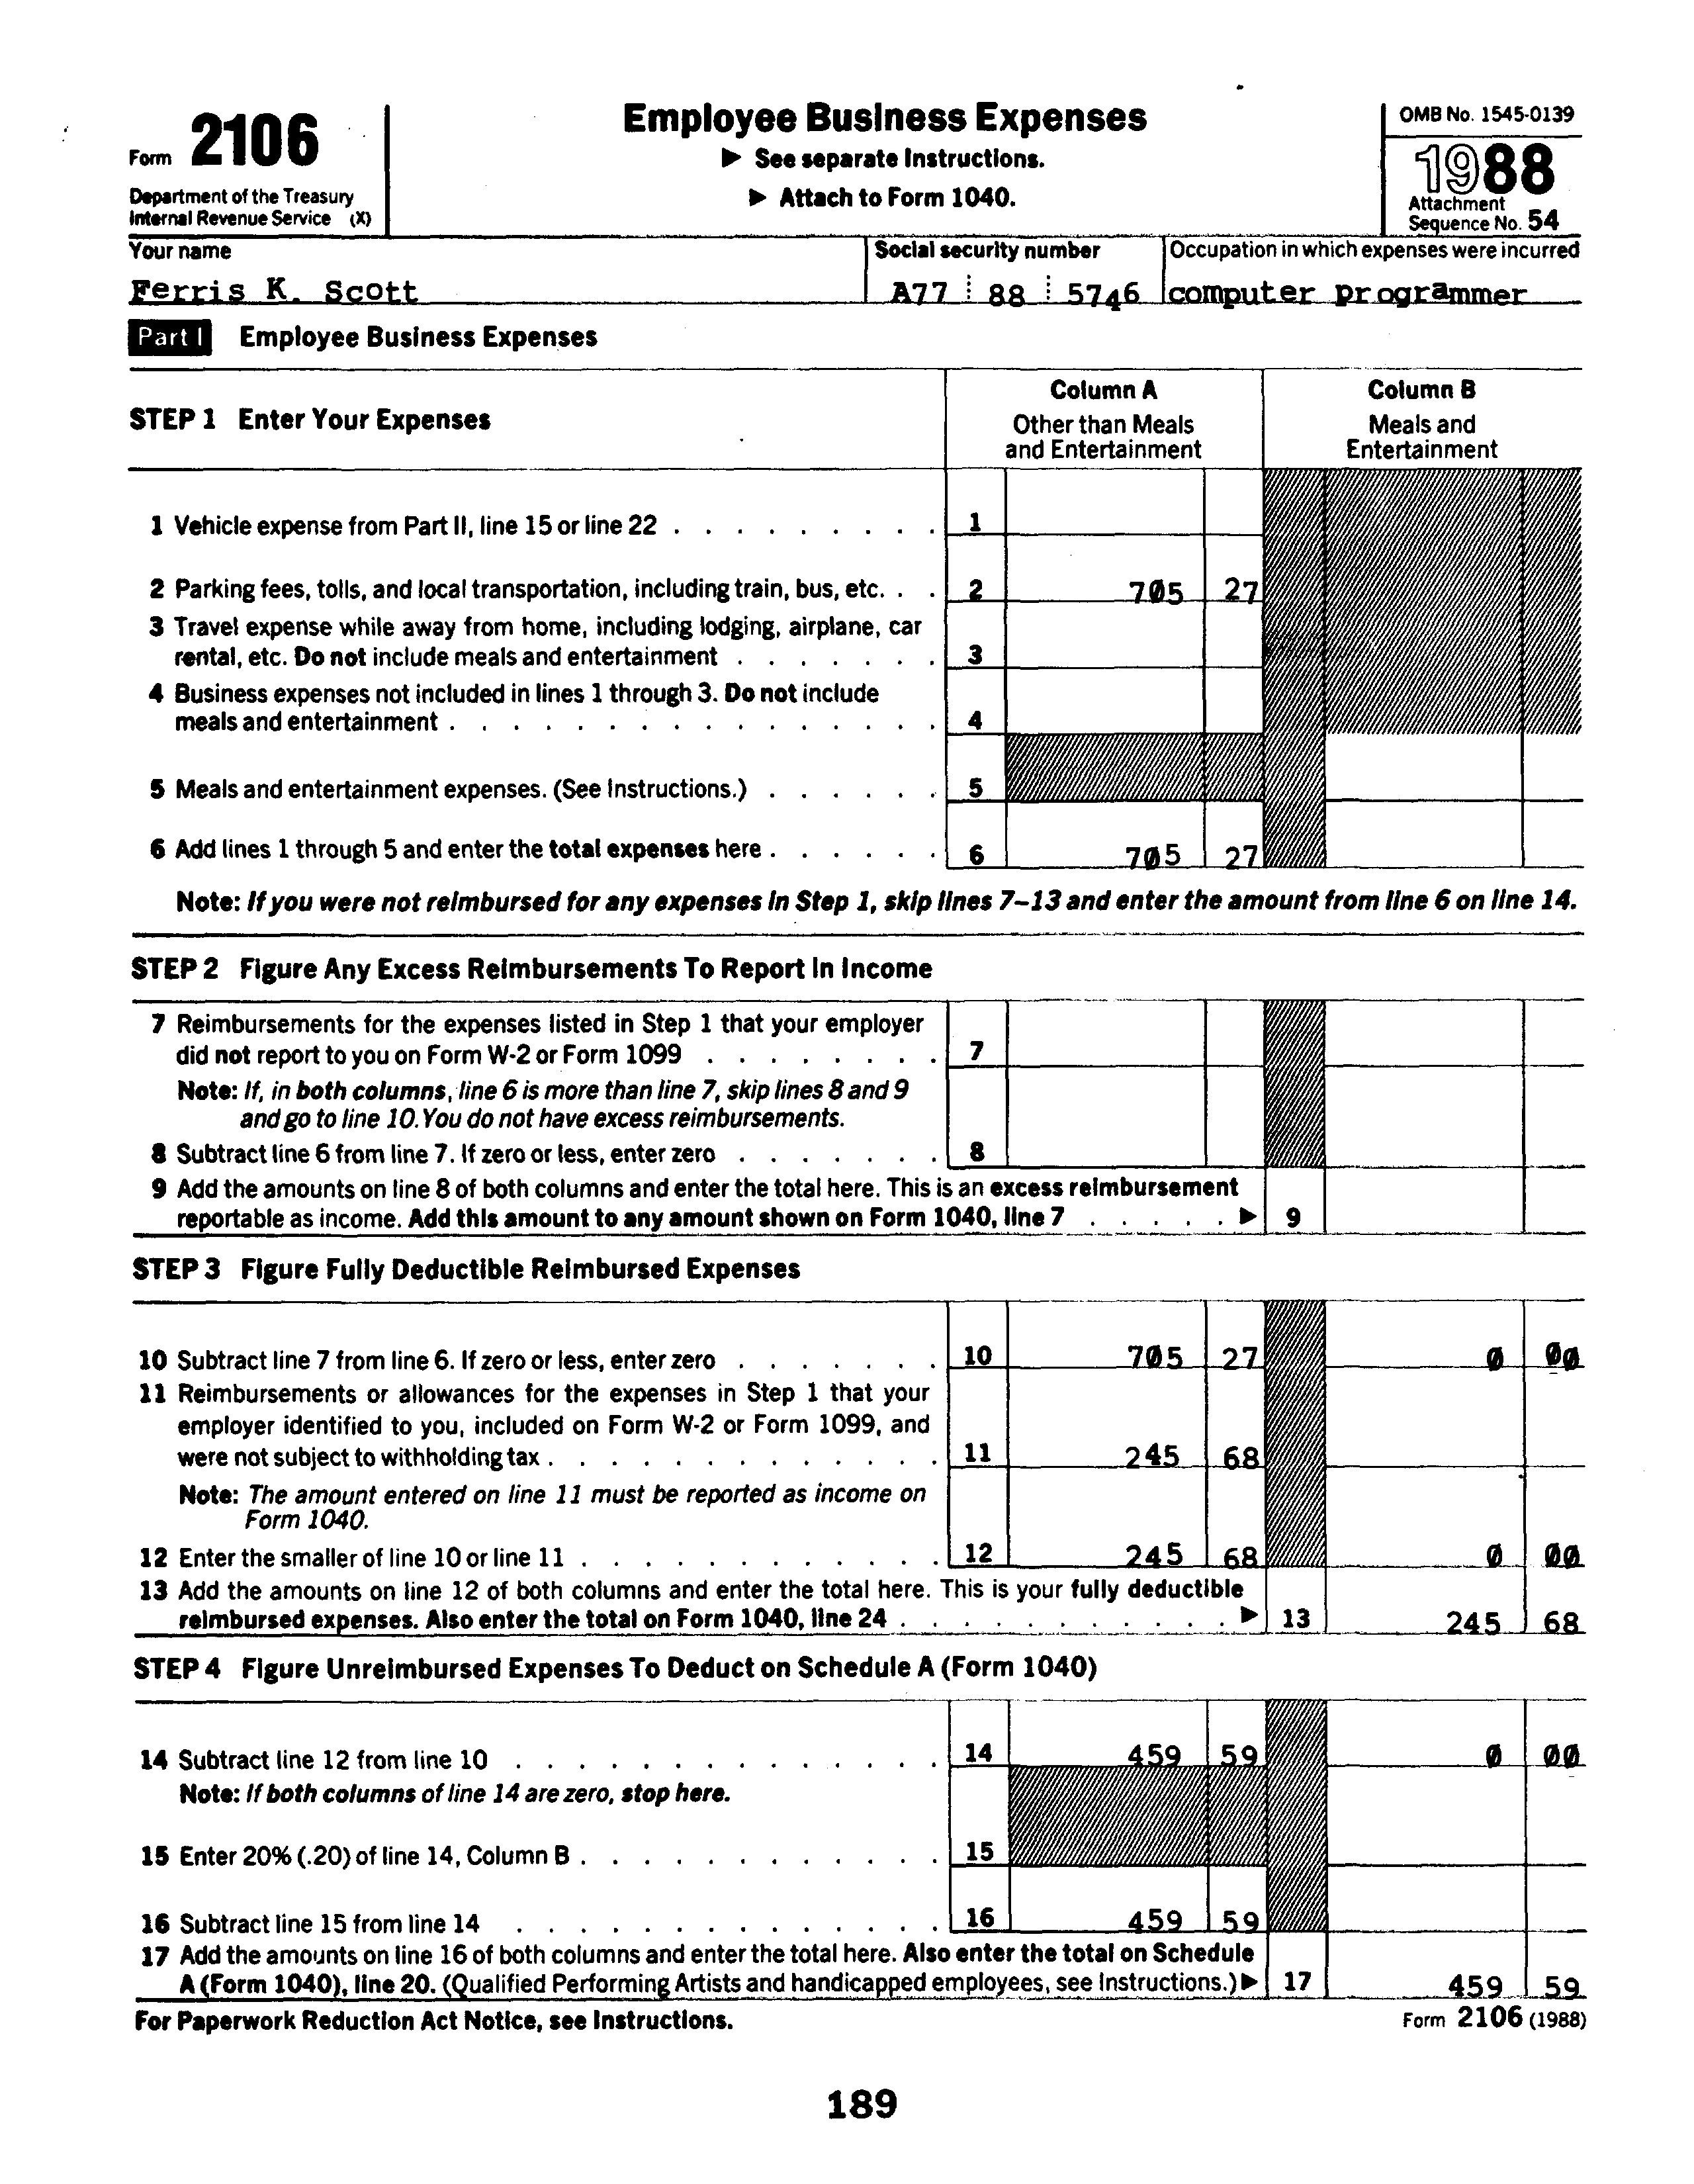 Form 2106
Department of the Treasury
Internal Revenue Service (X)
Employee Business Expenses
▶ See separate Instructions.
▶ Attach to Form 1040.
OMB No. 1545-0139
1988
Attachment
Sequence No. 54
Your name
Ferris K. Scott
Social security number
A77 88 5746
Occupation in which expenses were incurred
computer programmer
Part I Employee Business Expenses
STEP 1 Enter Your Expenses
Column A
Other than Meals
and Entertainment
Column B
Meals and
Entertainment
1 Vehicle expense from Part II, line 15 or line 22 . . . . . . . . . 1
2 Parking fees, tolls, and local transportation, including train, bus, etc. . . 2 705 27
3 Travel expense while away from home, including lodging, airplane, car
rental, etc. Do not include meals and entertainment . . . . . . . 3
4 Business expenses not included in lines 1 through 3. Do not include
meals and entertainment . . . . . . . . . . . . . . . . 4
5 Meals and entertainment expenses. (See Instructions.) . . . . . . 5
6 Add lines 1 through 5 and enter the total expenses here . . . . . . 6 705 27
Note: If you were not reimbursed for any expenses in Step 1, skip lines 7–13 and enter the amount from line 6 on line 14.
STEP 2 Figure Any Excess Reimbursements To Report In Income
7 Reimbursements for the expenses listed in Step 1 that your employer
did not report to you on Form W-2 or Form 1099 . . . . . . . . 7
Note: If, in both columns, line 6 is more than line 7, skip lines 8 and 9
and go to line 10. You do not have excess reimbursements.
8 Subtract line 6 from line 7. If zero or less, enter zero . . . . . . . 8
9 Add the amounts on line 8 of both columns and enter the total here. This is an excess reimbursement
reportable as income. Add this amount to any amount shown on Form 1040, line 7 . . . . . ▶ 9
STEP 3 Figure Fully Deductible Reimbursed Expenses
10 Subtract line 7 from line 6. If zero or less, enter zero . . . . . . . 10 705 27 0 00
11 Reimbursements or allowances for the expenses in Step 1 that your
employer identified to you, included on Form W-2 or Form 1099, and
were not subject to withholding tax . . . . . . . . . . . . . 11 245 68
Note: The amount entered on line 11 must be reported as income on
Form 1040.
12 Enter the smaller of line 10 or line 11 . . . . . . . . . . . . 12 245 68 0 00
13 Add the amounts on line 12 of both columns and enter the total here. This is your fully deductible
reimbursed expenses. Also enter the total on Form 1040, line 24 . . . . . . . . . . . ▶ 13 245 68
STEP 4 Figure Unreimbursed Expenses To Deduct on Schedule A (Form 1040)
14 Subtract line 12 from line 10 . . . . . . . . . . . . . . 14 459 59 0 00
Note: If both columns of line 14 are zero, stop here.
15 Enter 20% (.20) of line 14, Column B . . . . . . . . . . . . 15
16 Subtract line 15 from line 14 . . . . . . . . . . . . . . 16 459 59
17 Add the amounts on line 16 of both columns and enter the total here. Also enter the total on Schedule
A (Form 1040), line 20. (Qualified Performing Artists and handicapped employees, see Instructions.) ▶ 17 459 59
For Paperwork Reduction Act Notice, see Instructions.
Form 2106 (1988)
189